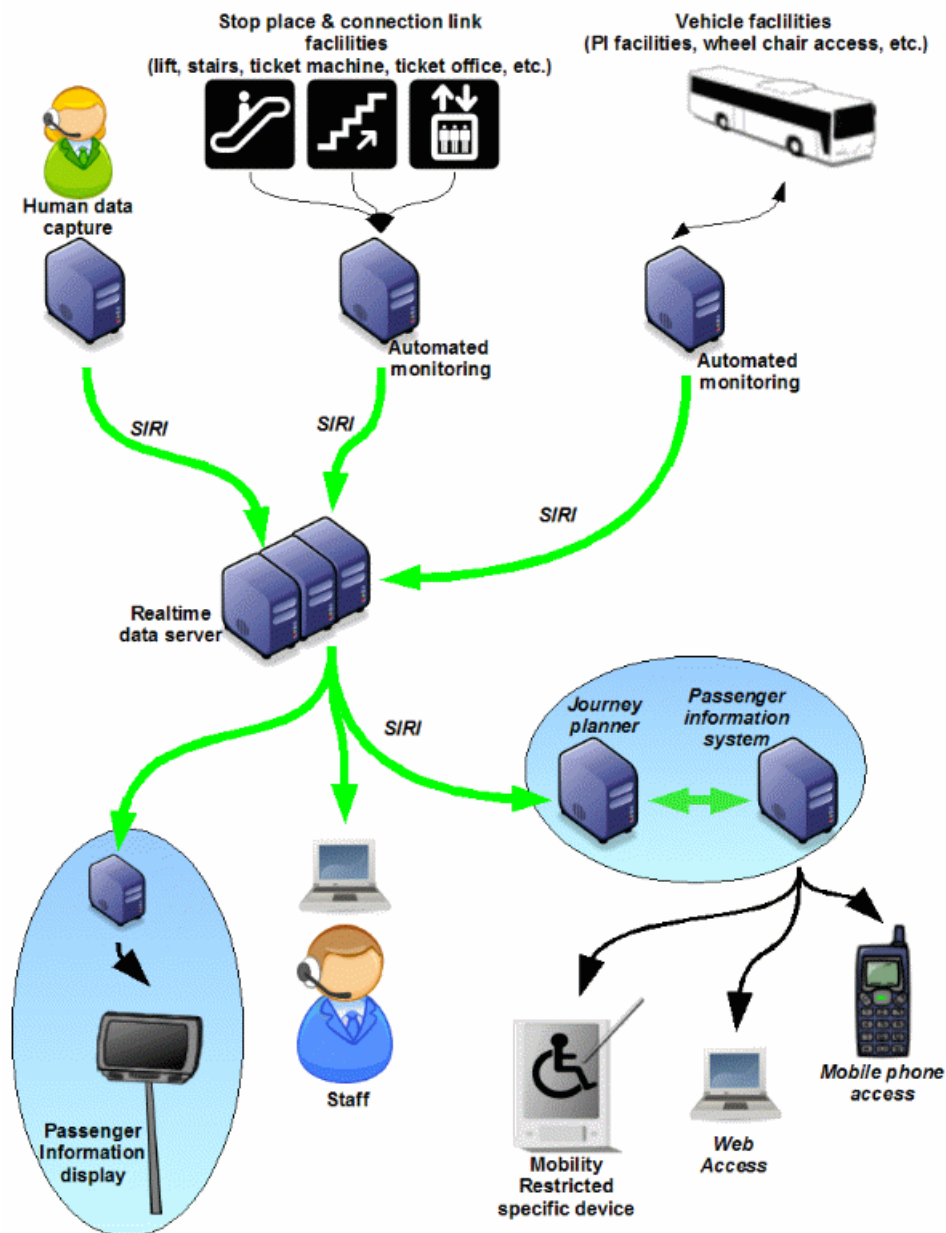 Stop place & connection link
faclilities
(lift, stairs, ticket machine, ticket office, etc.)
Vehicle faclilities
(PI facilities, wheel chair access, etc.)
Human data
capture
Automated
monitoring
Automated
monitoring
SIRI
SIRI
SIRI
Realtime
data server
SIRI
Journey
planner
Passenger
information
system
Passenger
Information
display
Staff
Mobility
Restricted
specific device
Web
Access
Mobile phone
access